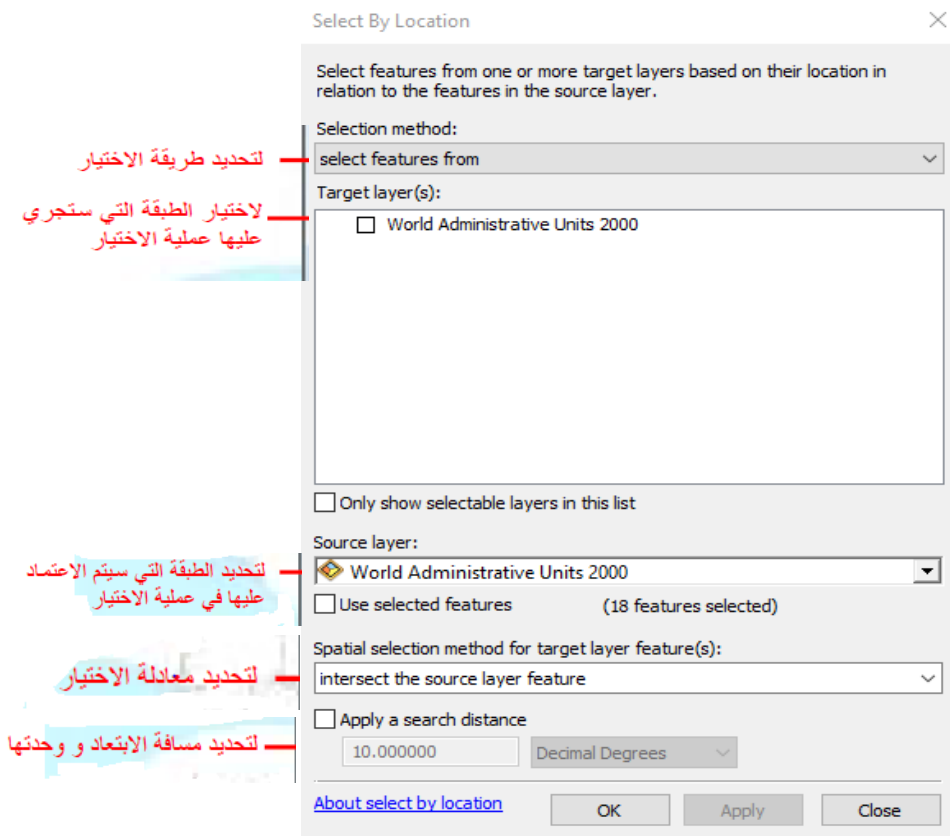 Select By Location
Select features from one or more target layers based on their location in
relation to the features in the source layer.
Selection method:
لتحديد طريقة الاختيار
select features from
Target layer(s):
لاختيار الطبقة التي ستجري
عليها عملية الاختيار
World Administrative Units 2000
Only show selectable layers in this list
Source layer:
لتحديد الطبقة التي سيتم الاعتماد
عليها في عملية الاختيار
World Administrative Units 2000
Use selected features (18 features selected)
Spatial selection method for target layer feature(s):
لتحديد معادلة الاختيار
intersect the source layer feature
Apply a search distance
لتحديد مسافة الابتعاد و وحدتها
10.000000 Decimal Degrees
About select by location OK Apply Close